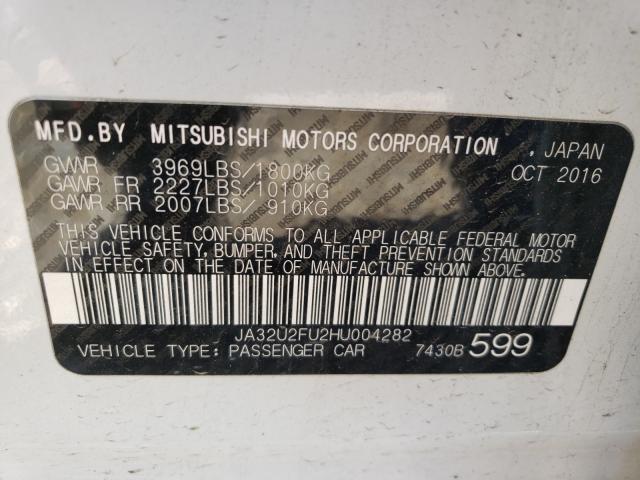 MFD.BY MITSUBISHI MOTORS CORPORATION , JAPAN
GVWR 3969LBS/1800KG OCT 2016
GAWR FR 2227LBS/1010KG
GAWR RR 2007LBS/ 910KG
THIS VEHICLE CONFORMS TO ALL APPLICABLE FEDERAL MOTOR
VEHICLE SAFETY, BUMPER, AND THEFT PREVENTION STANDARDS
IN EFFECT ON THE DATE OF MANUFACTURE SHOWN ABOVE.
JA32U2FU2HU004282
VEHICLE TYPE: PASSENGER CAR 7430B 599